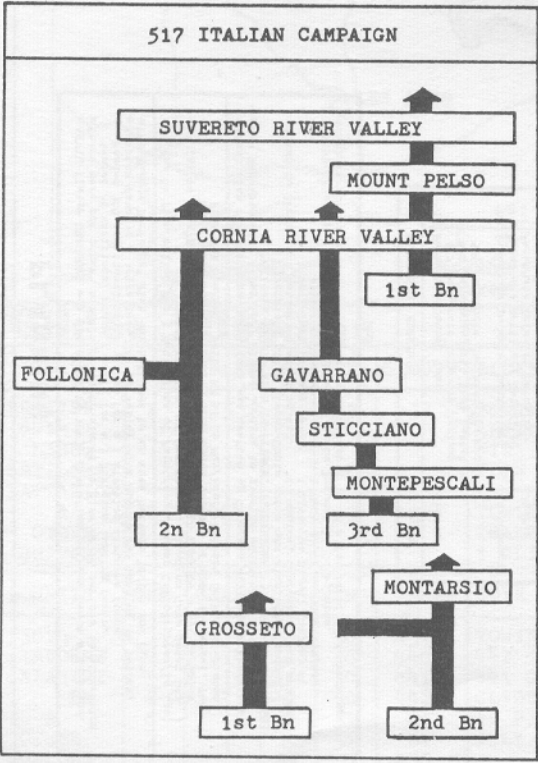 517 ITALIAN CAMPAIGN
SUVERETO RIVER VALLEY
MOUNT PELSO
CORNIA RIVER VALLEY
1st Bn
FOLLONICA
GAVARRANO
STICCIANO
MONTEPESCALI
2n Bn
3rd Bn
MONTARSIO
GROSSETO
1st Bn
2nd Bn